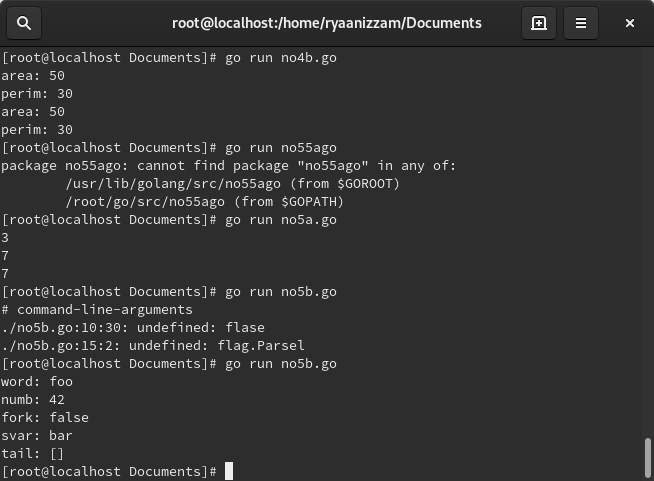 root@localhost:/home/ryaanizzam/Documents
[root@localhost Documents]# go run no4b.go
area: 50
perim: 30
area: 50
perim: 30
[root@localhost Documents]# go run no55ago
package no55ago: cannot find package "no55ago" in any of:
        /usr/lib/golang/src/no55ago (from $GOROOT)
        /root/go/src/no55ago (from $GOPATH)
[root@localhost Documents]# go run no5a.go
3
7
7
[root@localhost Documents]# go run no5b.go
# command-line-arguments
./no5b.go:10:30: undefined: flase
./no5b.go:15:2: undefined: flag.Parsel
[root@localhost Documents]# go run no5b.go
word: foo
numb: 42
fork: false
svar: bar
tail: []
[root@localhost Documents]#